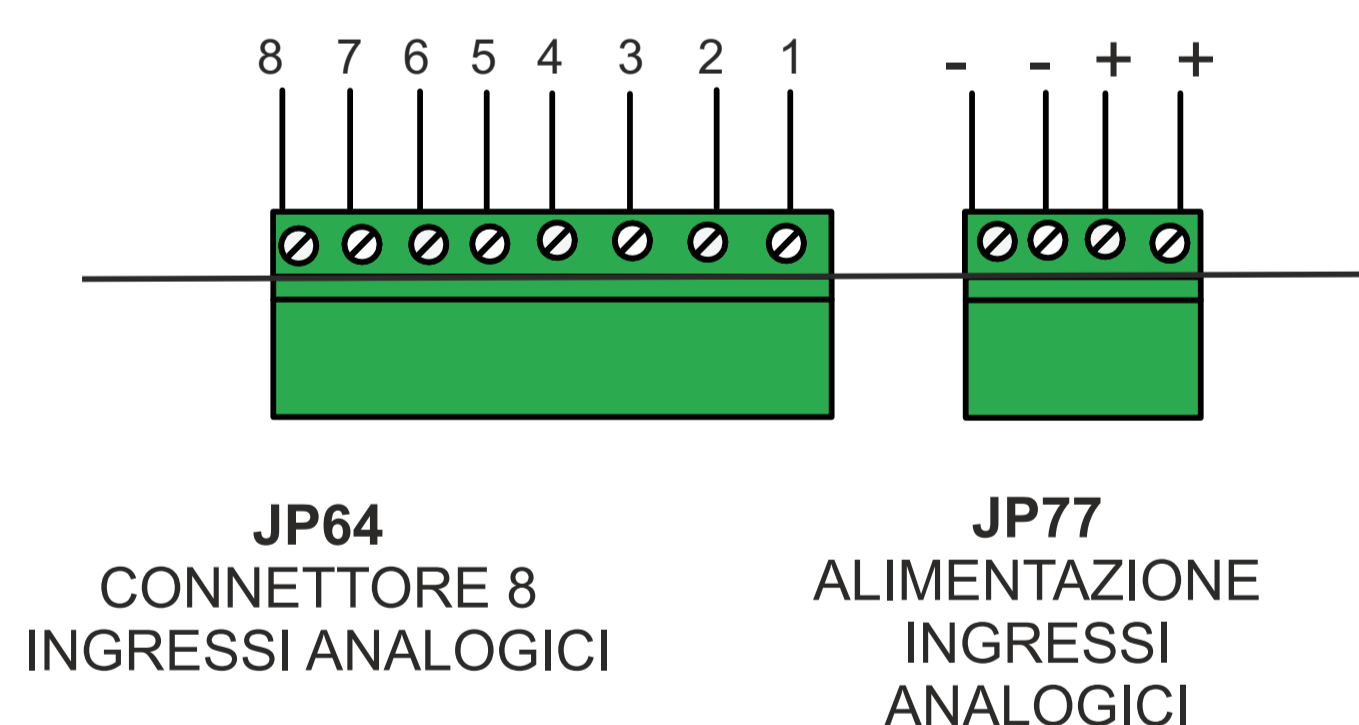 8 7 6 5 4 3 2 1
- - + +
JP64
CONNETTORE 8
INGRESSI ANALOGICI
JP77
ALIMENTAZIONE
INGRESSI
ANALOGICI